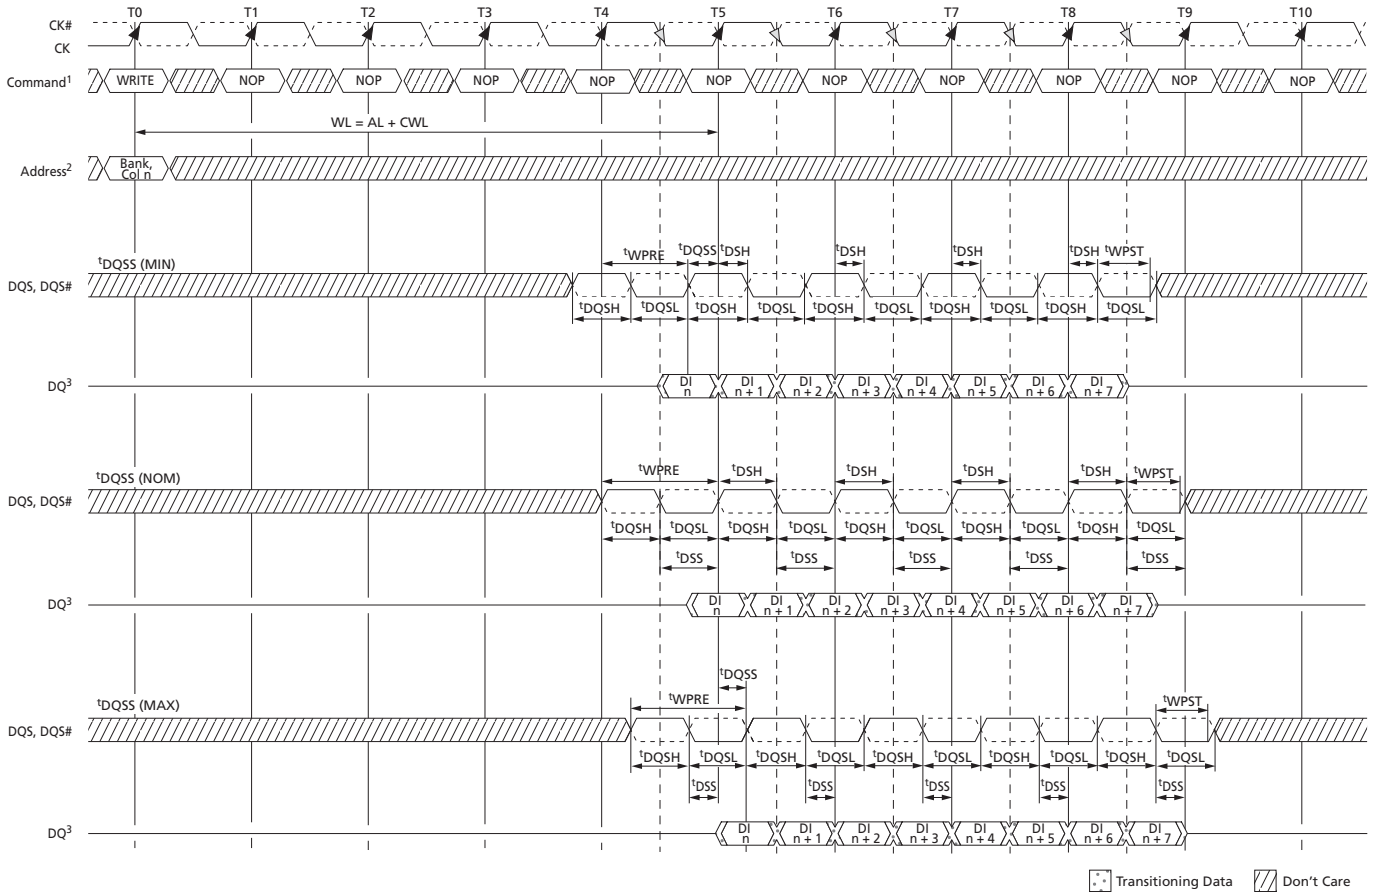 T0 T1 T2 T3 T4 T5 T6 T7 T8 T9 T10
CK#
CK
Command1 WRITE NOP NOP NOP NOP NOP NOP NOP NOP NOP NOP
WL = AL + CWL
Address2 Bank,
Col n
tDQSS (MIN) tWPRE tDQSS tDSH tDSH tDSH tDSH tWPST
DQS, DQS#
tDQSH tDQSL tDQSH tDQSL tDQSH tDQSL tDQSH tDQSL tDQSH tDQSL
DQ3 DI n DI n + 1 DI n + 2 DI n + 3 DI n + 4 DI n + 5 DI n + 6 DI n + 7
tDQSS (NOM) tWPRE tDSH tDSH tDSH tDSH tWPST
DQS, DQS#
tDQSH tDQSL tDQSH tDQSL tDQSH tDQSL tDQSH tDQSL tDQSH tDQSL
tDSS tDSS tDSS tDSS tDSS
DQ3 DI n DI n + 1 DI n + 2 DI n + 3 DI n + 4 DI n + 5 DI n + 6 DI n + 7
tDQSS
tDQSS (MAX) tWPRE tWPST
DQS, DQS#
tDQSH tDQSL tDQSH tDQSL tDQSH tDQSL tDQSH tDQSL tDQSH tDQSL
tDSS tDSS tDSS tDSS tDSS
DQ3 DI n DI n + 1 DI n + 2 DI n + 3 DI n + 4 DI n + 5 DI n + 6 DI n + 7
Transitioning Data Don't Care